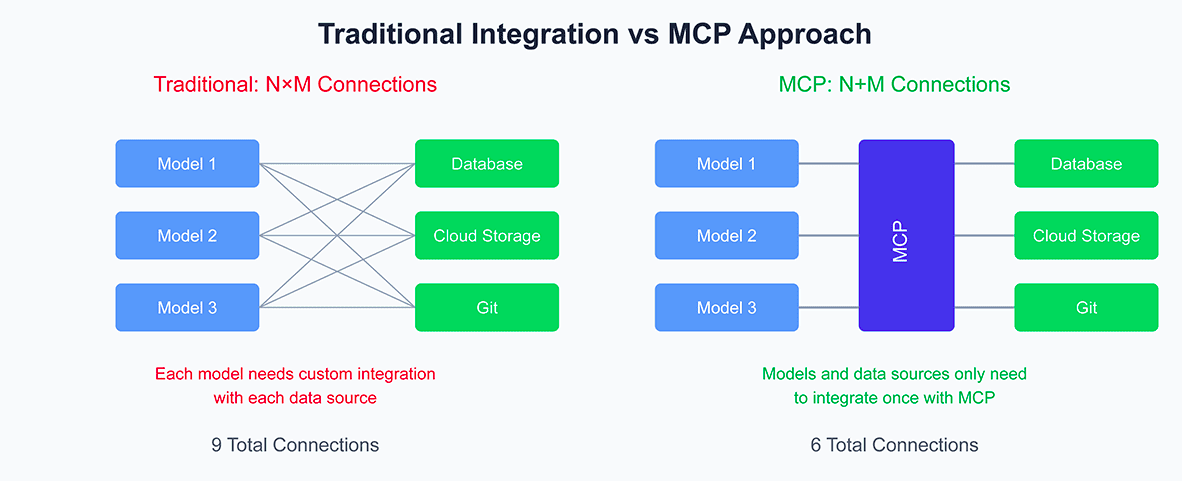 Traditional Integration vs MCP Approach
Traditional: N×M Connections
Model 1
Database
Model 2
Cloud Storage
Model 3
Git
Each model needs custom integration
with each data source
9 Total Connections
MCP: N+M Connections
Model 1
MCP
Database
Model 2
Cloud Storage
Model 3
Git
Models and data sources only need
to integrate once with MCP
6 Total Connections